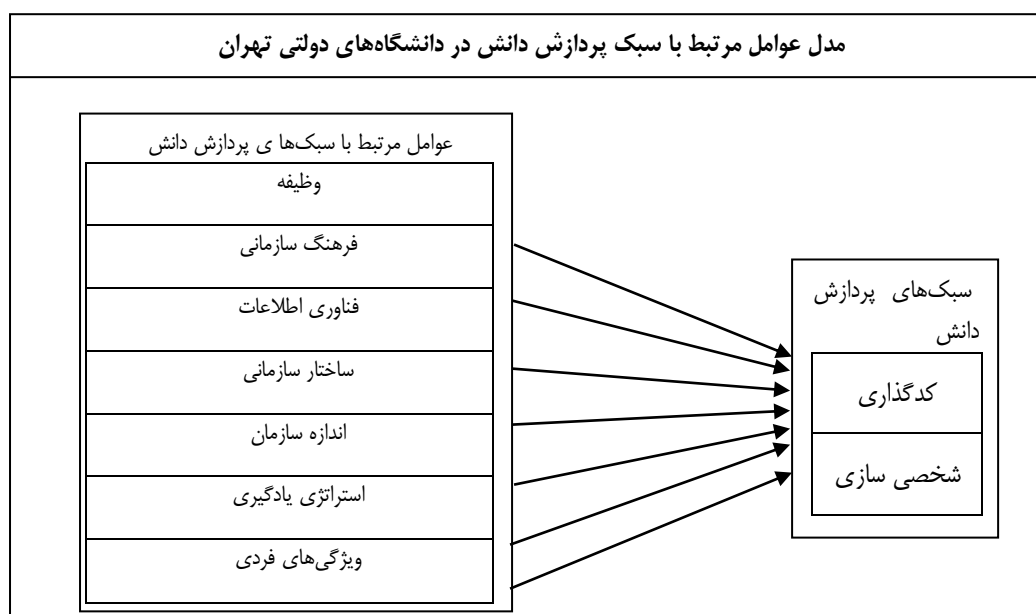 مدل عوامل مرتبط با سبک پردازش دانش در دانشگاه‌های دولتی تهران
عوامل مرتبط با سبک‌ها ی پردازش دانش
وظیفه
فرهنگ سازمانی
فناوری اطلاعات
ساختار سازمانی
اندازه سازمان
استراتژی یادگیری
ویژگی‌های فردی
سبک‌های پردازش
دانش
کدگذاری
شخصی سازی